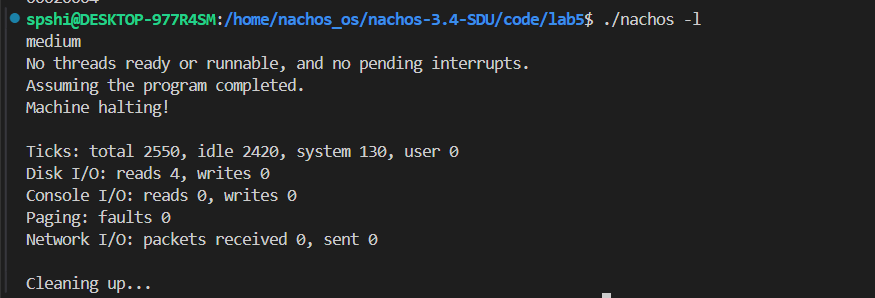 spshi@DESKTOP-977R4SM:/home/nachos_os/nachos-3.4-SDU/code/lab5$ ./nachos -l
medium
No threads ready or runnable, and no pending interrupts.
Assuming the program completed.
Machine halting!
Ticks: total 2550, idle 2420, system 130, user 0
Disk I/O: reads 4, writes 0
Console I/O: reads 0, writes 0
Paging: faults 0
Network I/O: packets received 0, sent 0
Cleaning up...